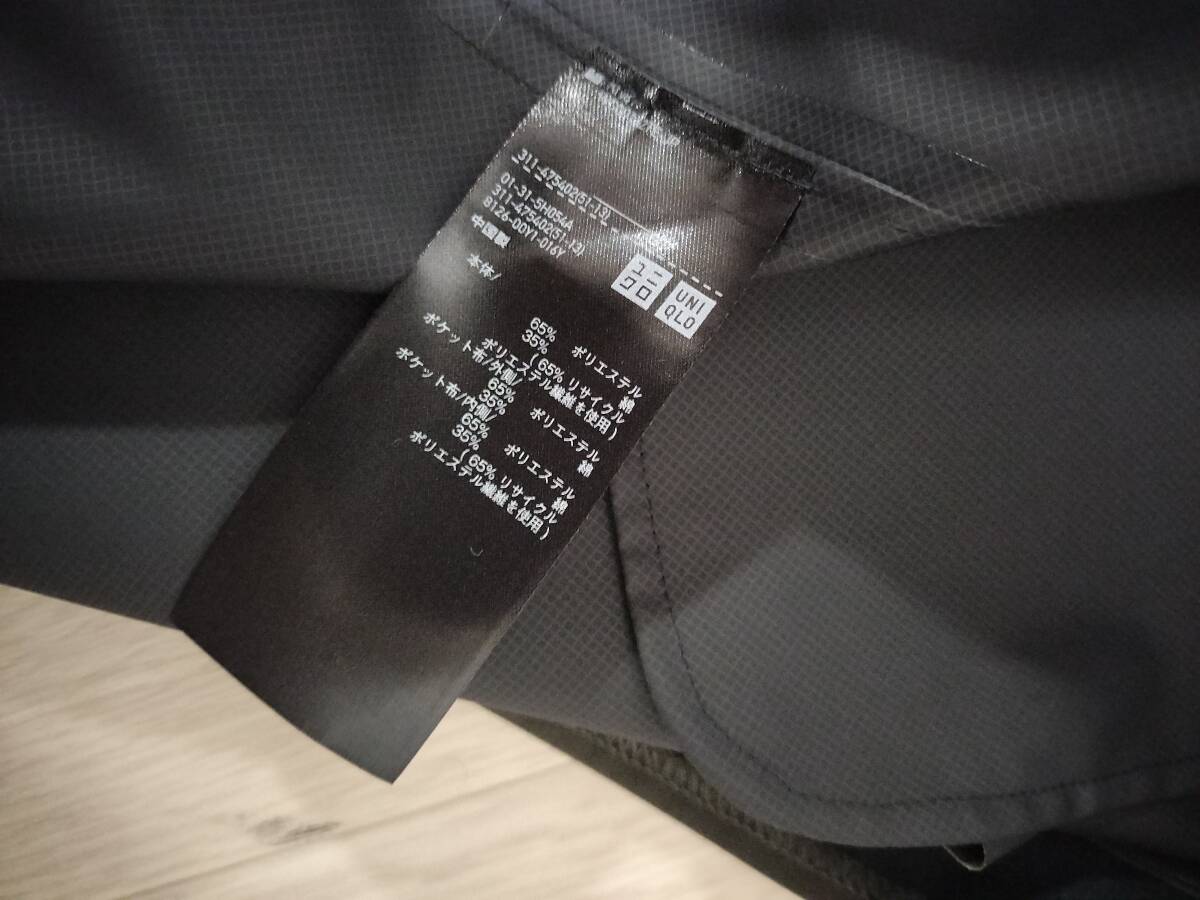 311-475402(51-13)
01-31-SH054A
311-475402(51-13)
8126-00Y1-016Y
中国製
ユニ
クロ
UNI
QLO
本体/
65% ポリエステル
35% 綿
(65% リサイクル
ポリエステル繊維を使用)
ポケット布/外側/
65% ポリエステル
35% 綿
ポケット布/内側/
65% ポリエステル
35% 綿
(65% リサイクル
ポリエステル繊維を使用)